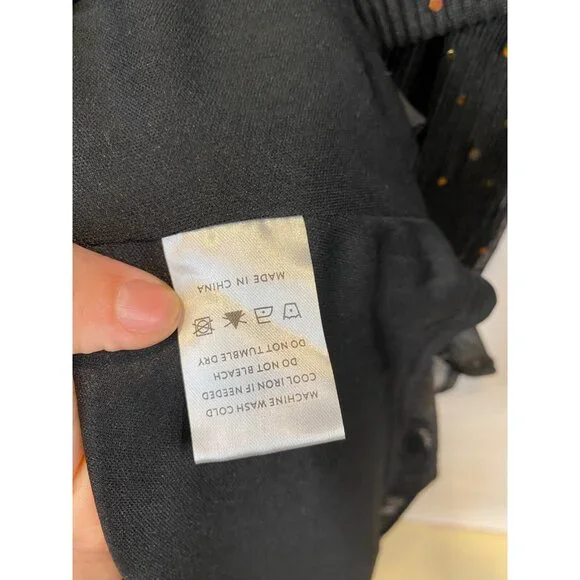 MACHINE WASH COLD
COOL IRON IF NEEDED
DO NOT BLEACH
DO NOT TUMBLE DRY
MADE IN CHINA